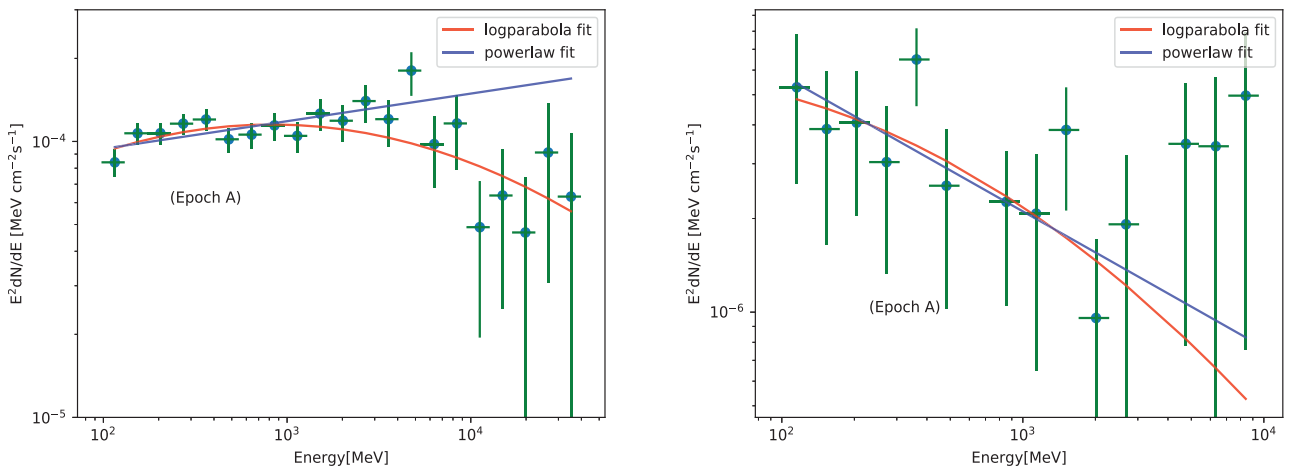 logparabola fit
powerlaw fit
10⁻⁴
(Epoch A)
10⁻⁵
10² 10³ 10⁴
Energy[MeV]
E²dN/dE [MeV cm⁻²s⁻¹]
logparabola fit
powerlaw fit
(Epoch A)
10⁻⁶
10² 10³ 10⁴
Energy[MeV]
E²dN/dE [MeV cm⁻²s⁻¹]